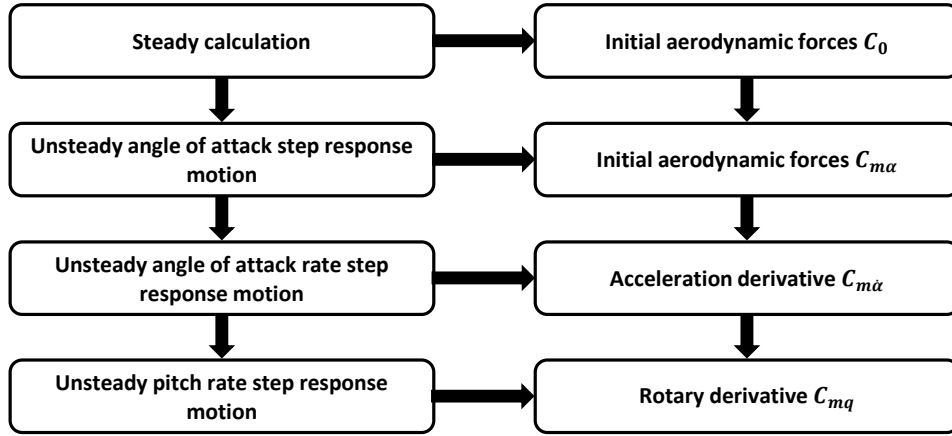 Steady calculation
Initial aerodynamic forces C₀
Unsteady angle of attack step response
motion
Initial aerodynamic forces Cₘα
Unsteady angle of attack rate step
response motion
Acceleration derivative Cₘα̇
Unsteady pitch rate step response
motion
Rotary derivative Cₘq